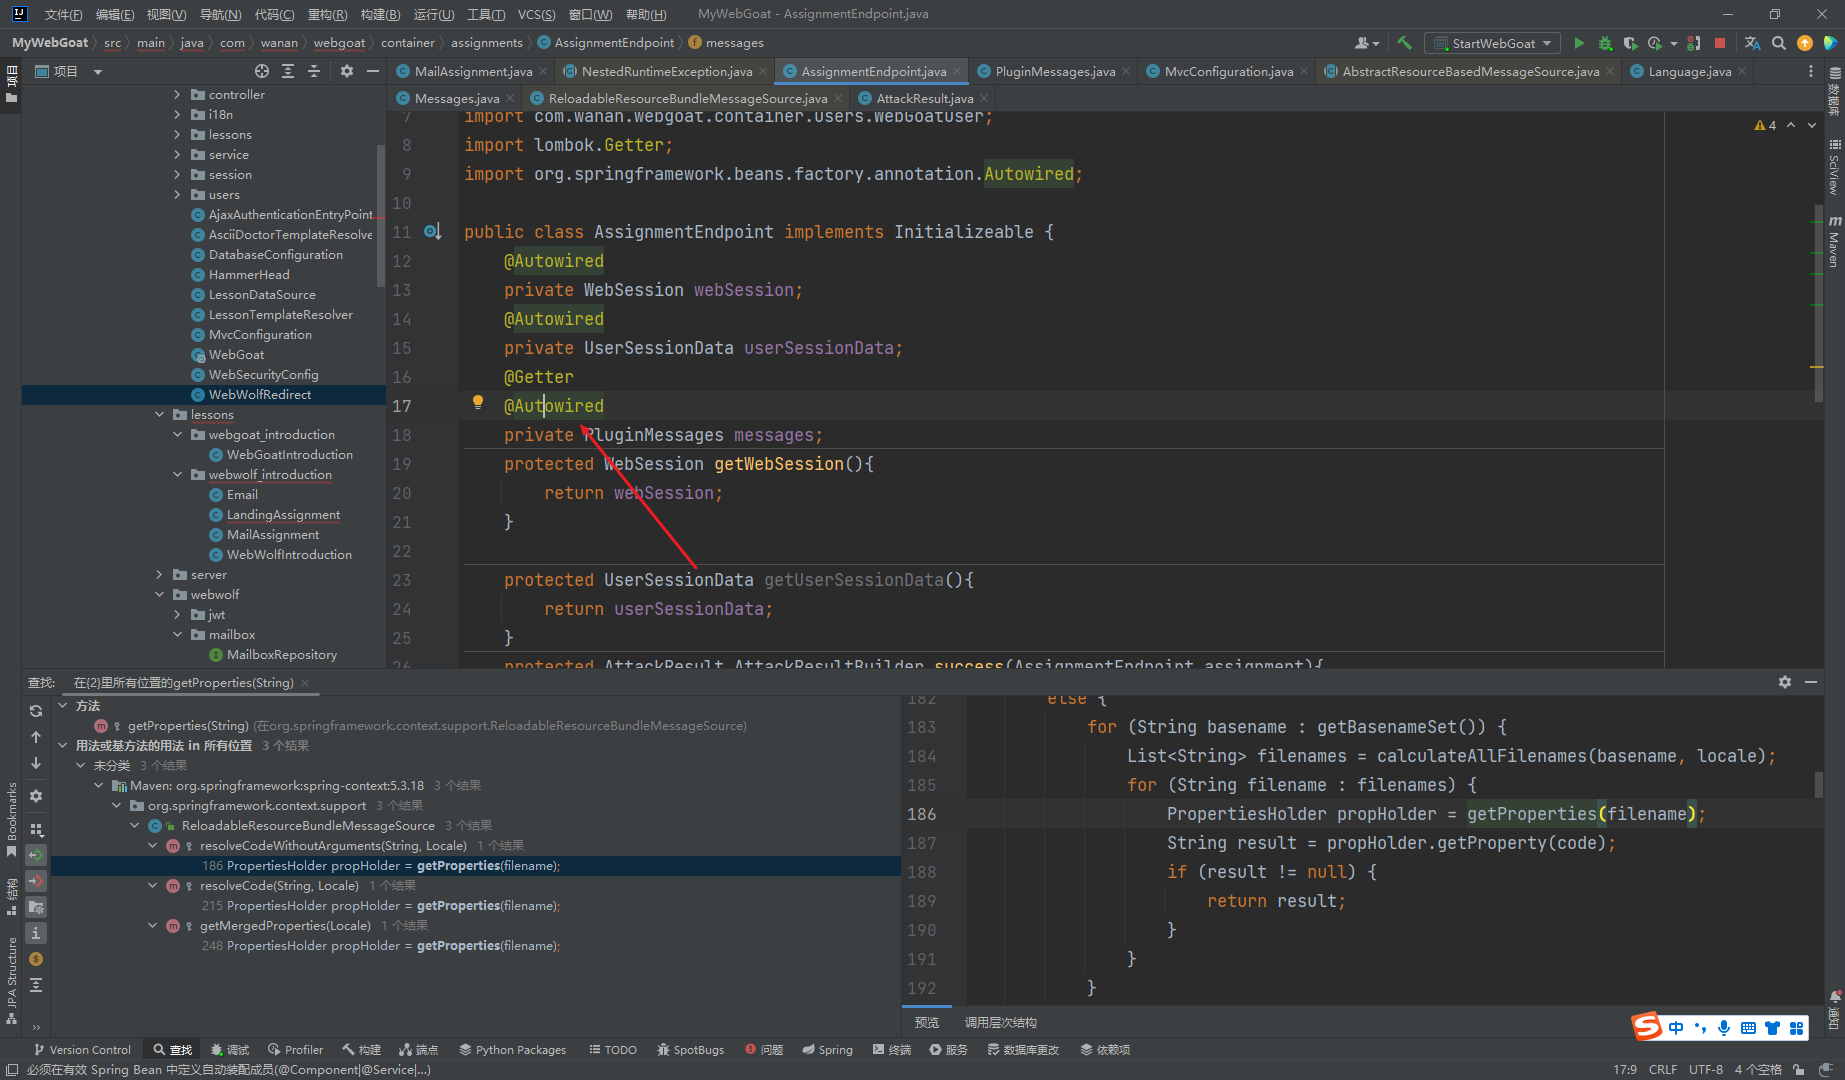 文件(F) 编辑(E) 视图(V) 导航(N) 代码(C) 重构(R) 构建(B) 运行(U) 工具(T) VCS(S) 窗口(W) 帮助(H) MyWebGoat - AssignmentEndpoint.java
MyWebGoat src main java com wanan webgoat container assignments AssignmentEndpoint messages StartWebGoat
项目
项目
MailAssignment.java NestedRuntimeException.java AssignmentEndpoint.java PluginMessages.java MvcConfiguration.java AbstractResourceBasedMessageSource.java Language.java
Messages.java ReloadableResourceBundleMessageSource.java AttackResult.java
controller
i18n
lessons
service
session
users
AjaxAuthenticationEntryPoint
AsciiDoctorTemplateResolve
DatabaseConfiguration
HammerHead
LessonDataSource
LessonTemplateResolver
MvcConfiguration
WebGoat
WebSecurityConfig
WebWolfRedirect
lessons
webgoat_introduction
WebGoatIntroduction
webwolf_introduction
Email
LandingAssignment
MailAssignment
WebWolfIntroduction
server
webwolf
jwt
mailbox
MailboxRepository
4
7 import com.wanan.webgoat.container.users.WebGoatUser;
8 import lombok.Getter;
9 import org.springframework.beans.factory.annotation.Autowired;
10
11 public class AssignmentEndpoint implements Initializeable {
12 @Autowired
13 private WebSession webSession;
14 @Autowired
15 private UserSessionData userSessionData;
16 @Getter
17 @Autowired
18 private PluginMessages messages;
19 protected WebSession getWebSession(){
20 return webSession;
21 }
22
23 protected UserSessionData getUserSessionData(){
24 return userSessionData;
25 }
26 protected AttackResult.AttackResultBuilder success(AssignmentEndpoint assignment){
数据库
SciView
Maven
通知
查找: 在{2}里所有位置的getProperties(String)
方法
getProperties(String) (在org.springframework.context.support.ReloadableResourceBundleMessageSource)
用法或基方法的用法 in 所有位置 3 个结果
未分类 3 个结果
Maven: org.springframework:spring-context:5.3.18 3 个结果
org.springframework.context.support 3 个结果
ReloadableResourceBundleMessageSource 3 个结果
resolveCodeWithoutArguments(String, Locale) 1 个结果
186 PropertiesHolder propHolder = getProperties(filename);
resolveCode(String, Locale) 1 个结果
215 PropertiesHolder propHolder = getProperties(filename);
getMergedProperties(Locale) 1 个结果
248 PropertiesHolder propHolder = getProperties(filename);
182 else {
183 for (String basename : getBasenameSet()) {
184 List<String> filenames = calculateAllFilenames(basename, locale);
185 for (String filename : filenames) {
186 PropertiesHolder propHolder = getProperties(filename);
187 String result = propHolder.getProperty(code);
188 if (result != null) {
189 return result;
190 }
191 }
192 }
预览 调用层次结构
Bookmarks
结构
JPA Structure
中
Version Control 查找 调试 Profiler 构建 端点 Python Packages TODO SpotBugs 问题 Spring 终端 服务 数据库更改 依赖项
必须在有效 Spring Bean 中定义自动装配成员(@Component|@Service|...) 17:9 CRLF UTF-8 4 个空格